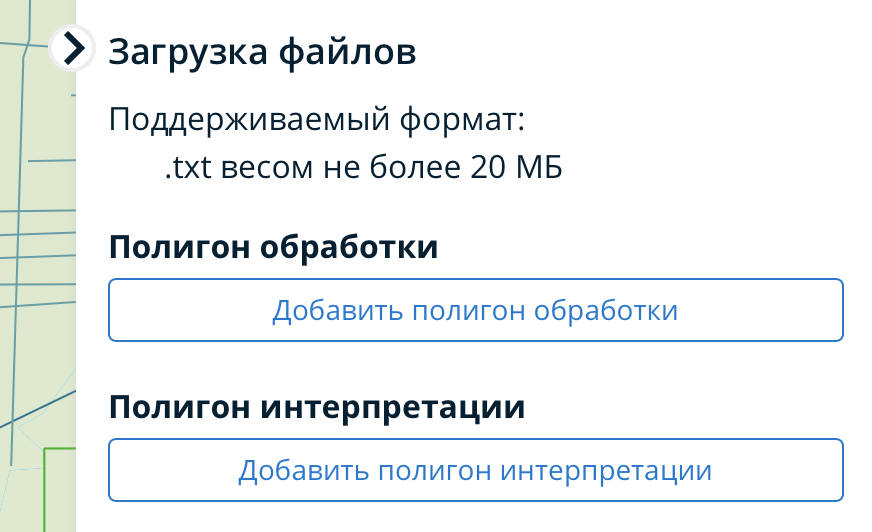 Загрузка файлов
Поддерживаемый формат:
.txt весом не более 20 МБ
Полигон обработки
Добавить полигон обработки
Полигон интерпретации
Добавить полигон интерпретации